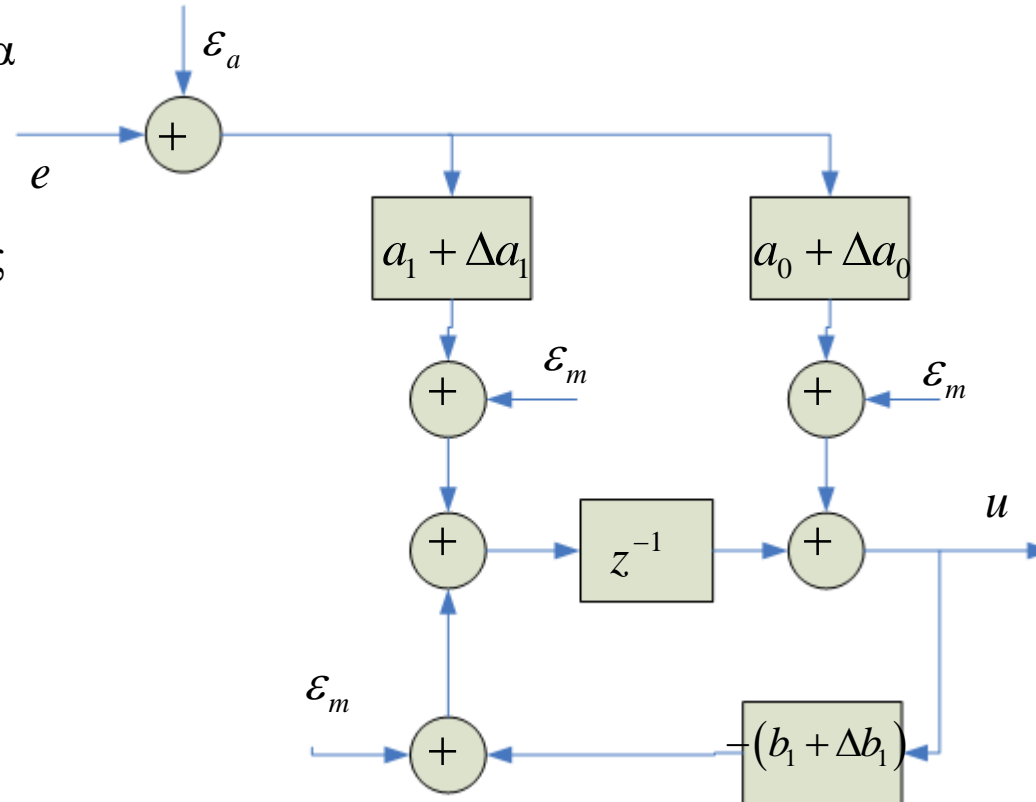 α
ε_a
+
e
ς
a_1 + Δa_1
a_0 + Δa_0
+
ε_m
+
ε_m
+
z^{-1}
+
u
ε_m
+
-(b_1 + Δb_1)